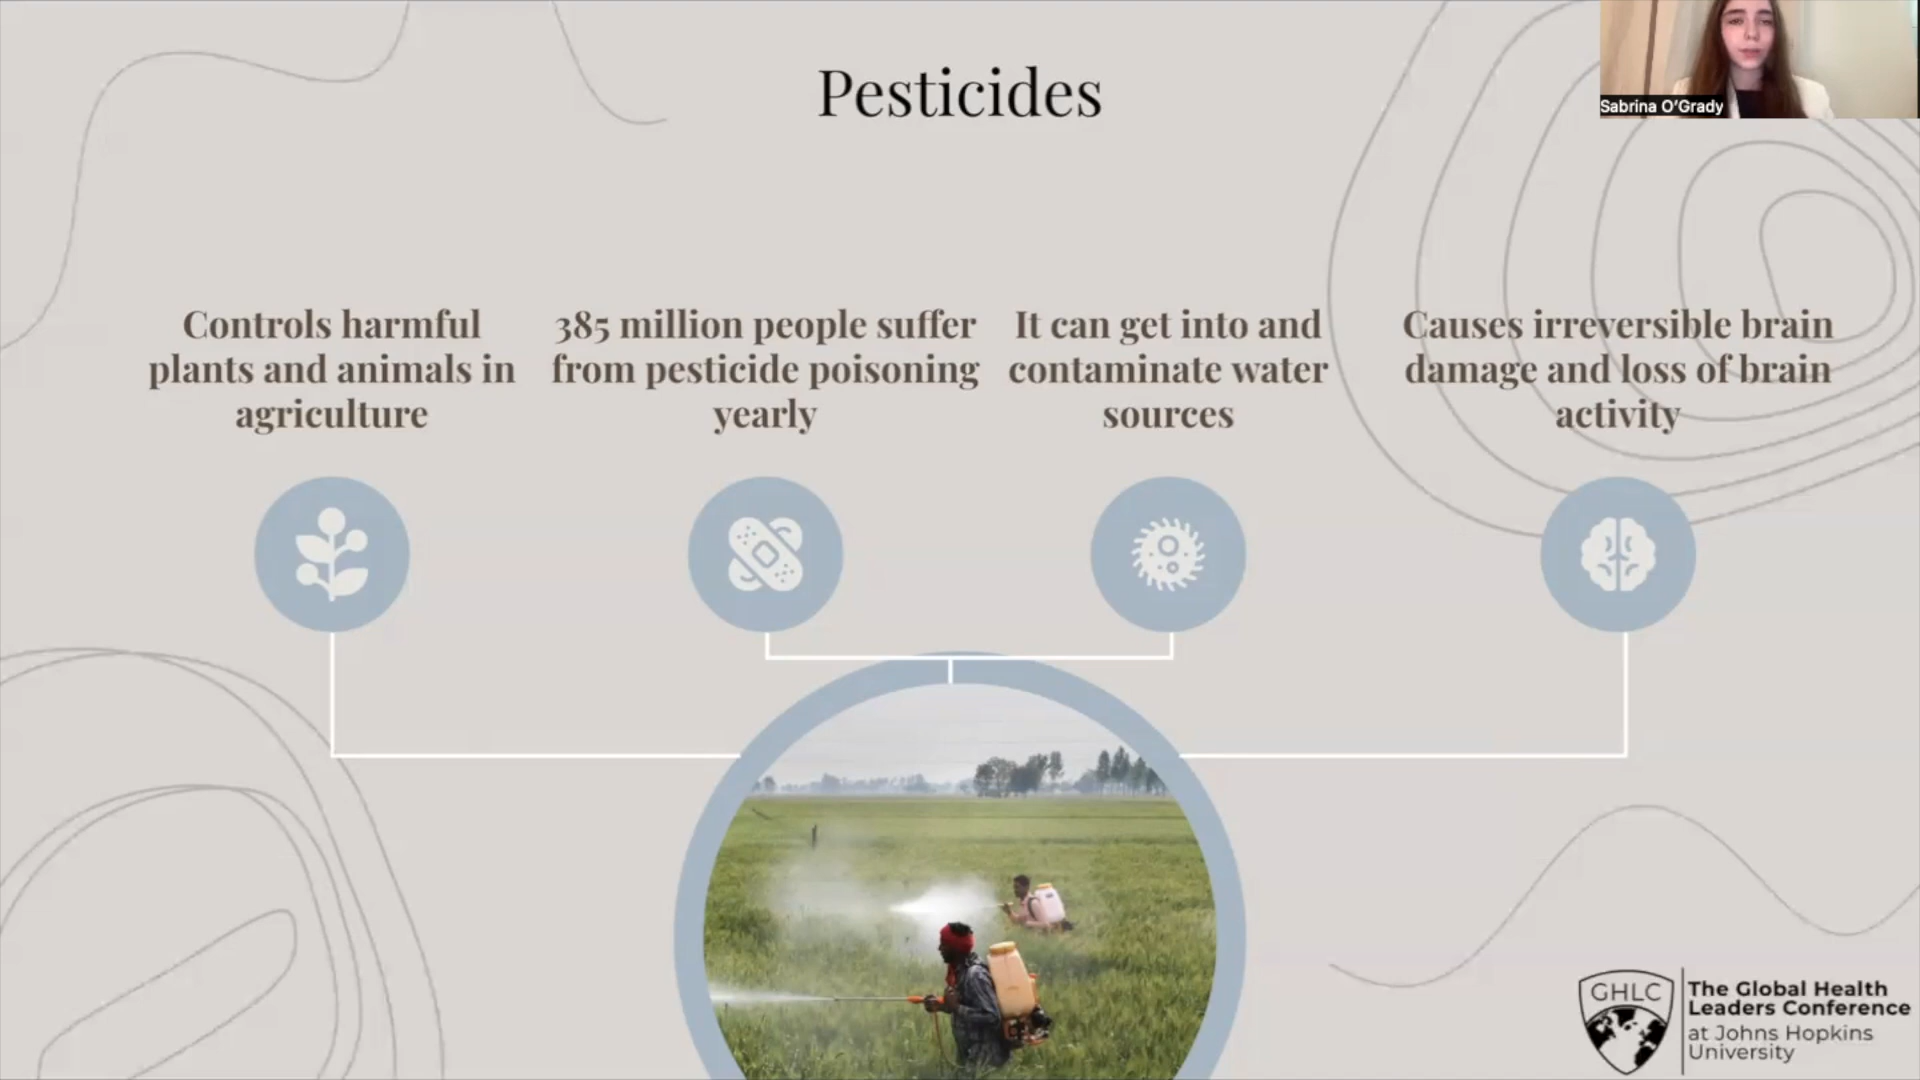 Pesticides
Sabrina O'Grady
Controls harmful
plants and animals in
agriculture
385 million people suffer
from pesticide poisoning
yearly
It can get into and
contaminate water
sources
Causes irreversible brain
damage and loss of brain
activity
GHLC
The Global Health
Leaders Conference
at Johns Hopkins
University